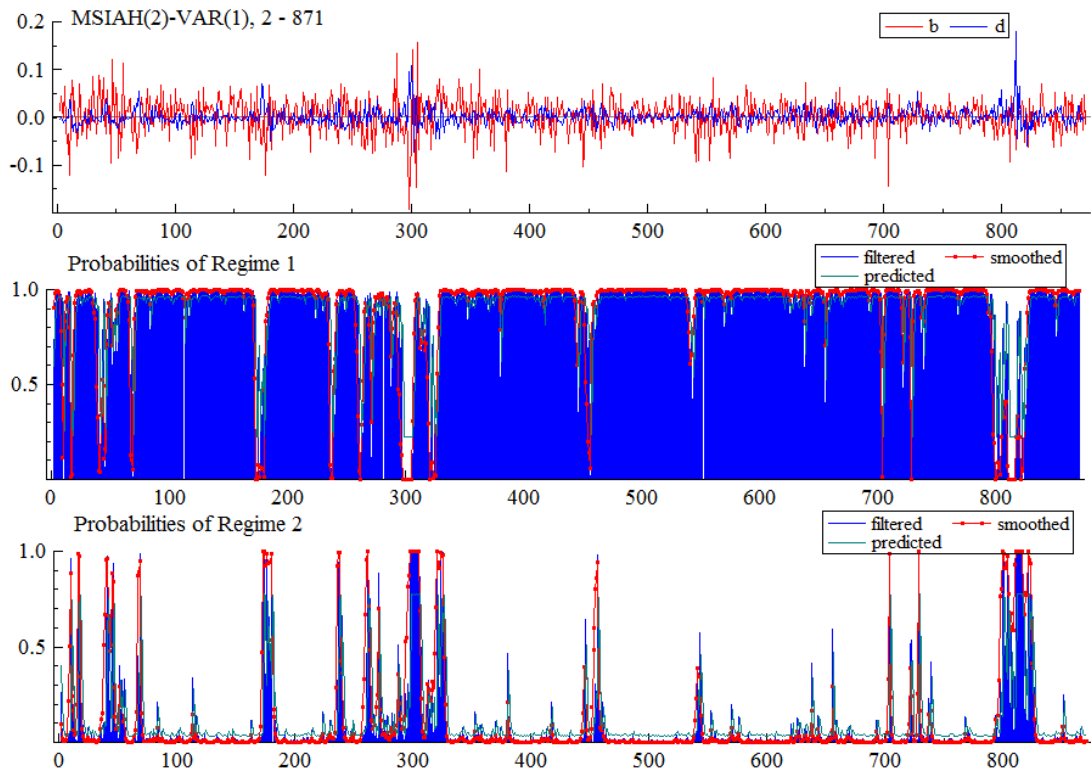 MSIAH(2)-VAR(1), 2 - 871
b d
0.2
0.1
0.0
-0.1
0 100 200 300 400 500 600 700 800
Probabilities of Regime 1
filtered smoothed
predicted
1.0
0.5
0 100 200 300 400 500 600 700 800
Probabilities of Regime 2
filtered smoothed
predicted
1.0
0.5
0 100 200 300 400 500 600 700 800